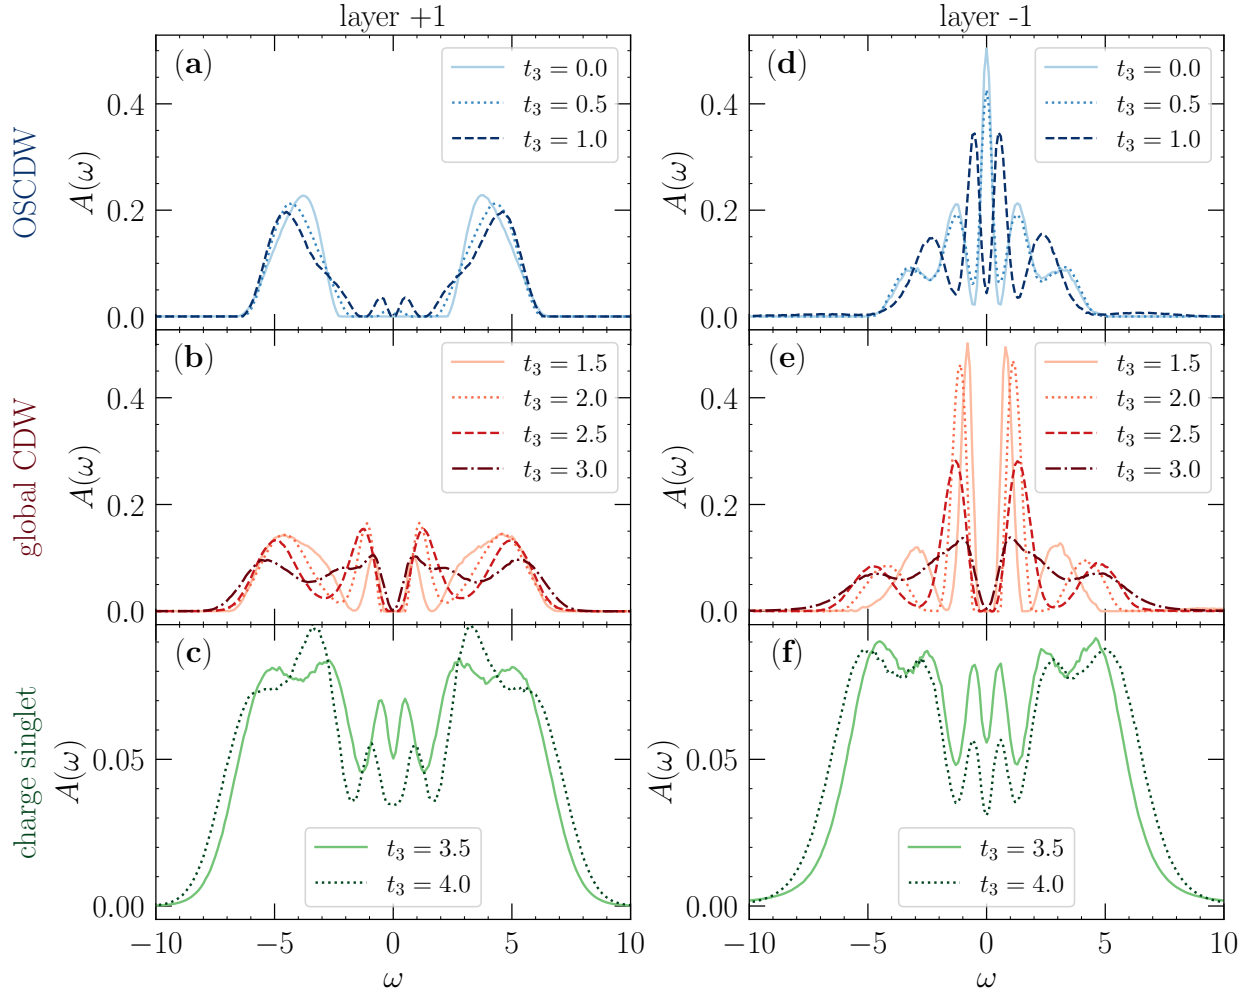 layer +1
layer -1
OSCDW
(a)
t₃ = 0.0
t₃ = 0.5
t₃ = 1.0
A(ω)
0.4
0.2
0.0
(d)
t₃ = 0.0
t₃ = 0.5
t₃ = 1.0
A(ω)
0.4
0.2
0.0
global CDW
(b)
t₃ = 1.5
t₃ = 2.0
t₃ = 2.5
t₃ = 3.0
A(ω)
0.4
0.2
0.0
(e)
t₃ = 1.5
t₃ = 2.0
t₃ = 2.5
t₃ = 3.0
A(ω)
0.4
0.2
0.0
charge singlet
(c)
t₃ = 3.5
t₃ = 4.0
A(ω)
0.05
0.00
−10 −5 0 5 10
ω
(f)
t₃ = 3.5
t₃ = 4.0
A(ω)
0.05
0.00
−10 −5 0 5 10
ω